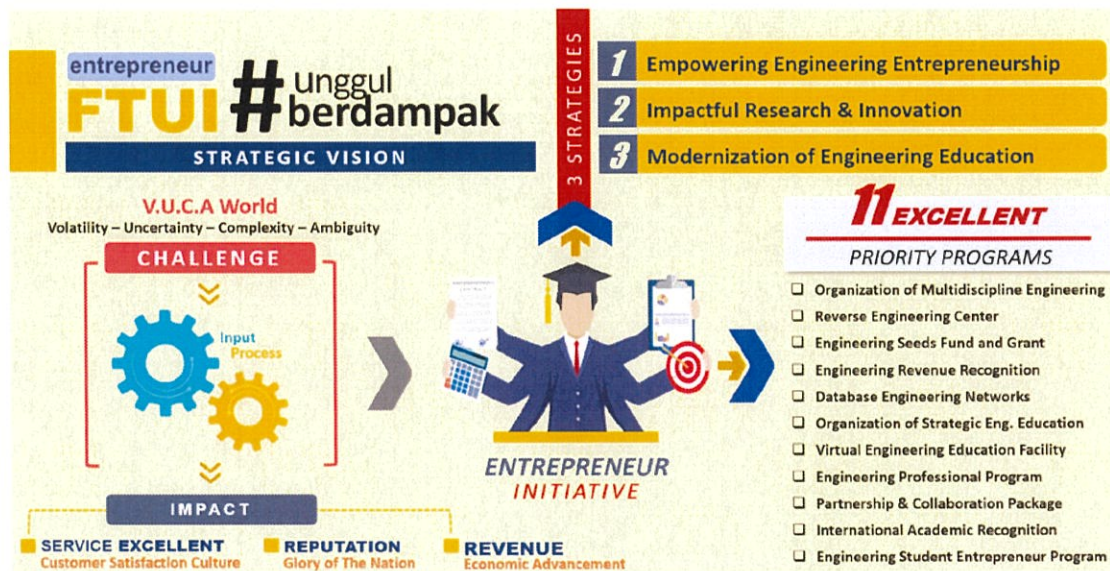 entrepreneur
FTUI
#unggul
berdampak
STRATEGIC VISION
3 STRATEGIES
1 Empowering Engineering Entrepreneurship
2 Impactful Research & Innovation
3 Modernization of Engineering Education
V.U.C.A World
Volatility – Uncertainty – Complexity – Ambiguity
CHALLENGE
Input
Process
IMPACT
SERVICE EXCELLENT
Customer Satisfaction Culture
REPUTATION
Glory of The Nation
REVENUE
Economic Advancement
ENTREPRENEUR
INITIATIVE
11 EXCELLENT
PRIORITY PROGRAMS
Organization of Multidiscipline Engineering
Reverse Engineering Center
Engineering Seeds Fund and Grant
Engineering Revenue Recognition
Database Engineering Networks
Organization of Strategic Eng. Education
Virtual Engineering Education Facility
Engineering Professional Program
Partnership & Collaboration Package
International Academic Recognition
Engineering Student Entrepreneur Program